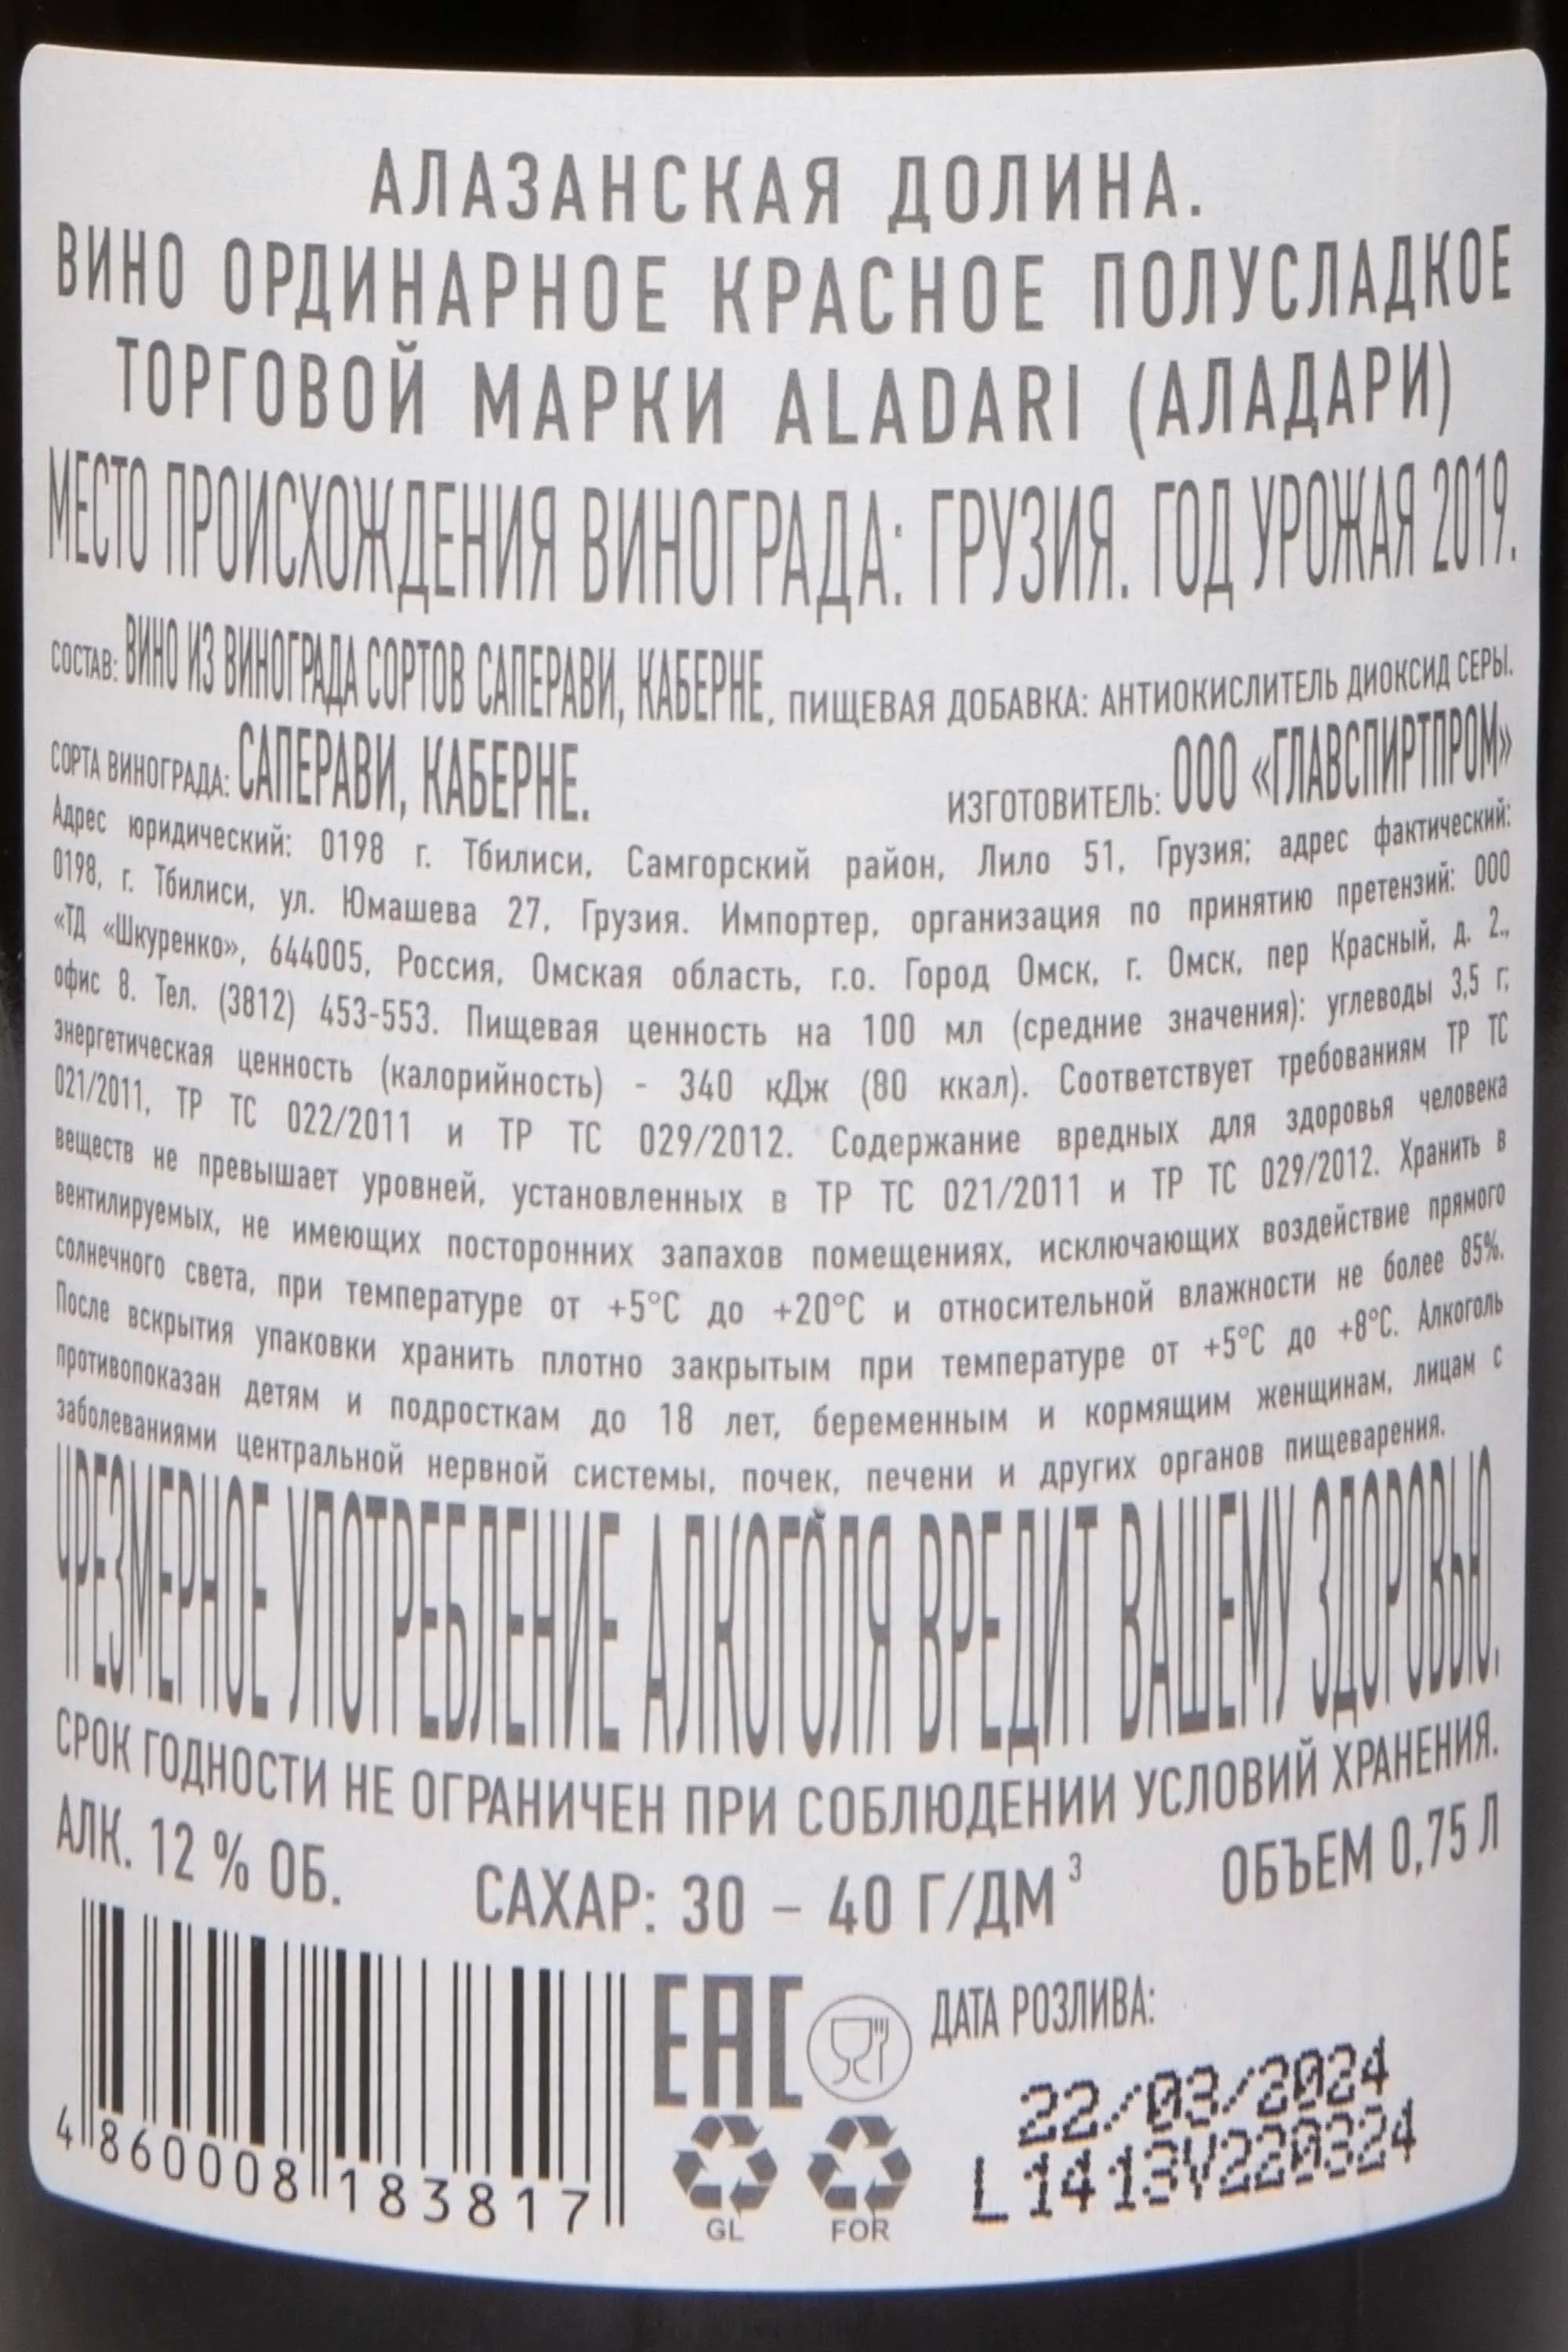 АЛАЗАНСКАЯ ДОЛИНА.
ВИНО ОРДИНАРНОЕ КРАСНОЕ ПОЛУСЛАДКОЕ
ТОРГОВОЙ МАРКИ ALADARI (АЛАДАРИ)
МЕСТО ПРОИСХОЖДЕНИЯ ВИНОГРАДА: ГРУЗИЯ. ГОД УРОЖАЯ 2019.
СОСТАВ: ВИНО ИЗ ВИНОГРАДА СОРТОВ САПЕРАВИ, КАБЕРНЕ, ПИЩЕВАЯ ДОБАВКА: АНТИОКИСЛИТЕЛЬ ДИОКСИД СЕРЫ.
СОРТА ВИНОГРАДА: САПЕРАВИ, КАБЕРНЕ. ИЗГОТОВИТЕЛЬ: ООО «ГЛАВСПИРТПРОМ»
Адрес юридический: 0198 г. Тбилиси, Самгорский район, Лило 51, Грузия; адрес фактический:
0198, г. Тбилиси, ул. Юмашева 27, Грузия. Импортер, организация по принятию претензий: ООО
«ТД «Шкуренко», 644005, Россия, Омская область, г.о. Город Омск, г. Омск, пер Красный, д. 2.,
офис 8. Тел. (3812) 453-553. Пищевая ценность на 100 мл (средние значения): углеводы 3,5 г;
энергетическая ценность (калорийность) - 340 кДж (80 ккал). Соответствует требованиям ТР ТС
021/2011, ТР ТС 022/2011 и ТР ТС 029/2012. Содержание вредных для здоровья человека
веществ не превышает уровней, установленных в ТР ТС 021/2011 и ТР ТС 029/2012. Хранить в
вентилируемых, не имеющих посторонних запахов помещениях, исключающих воздействие прямого
солнечного света, при температуре от +5°С до +20°С и относительной влажности не более 85%.
После вскрытия упаковки хранить плотно закрытым при температуре от +5°С до +8°С. Алкоголь
противопоказан детям и подросткам до 18 лет, беременным и кормящим женщинам, лицам с
заболеваниями центральной нервной системы, почек, печени и других органов пищеварения.
ЧРЕЗМЕРНОЕ УПОТРЕБЛЕНИЕ АЛКОГОЛЯ ВРЕДИТ ВАШЕМУ ЗДОРОВЬЮ.
СРОК ГОДНОСТИ НЕ ОГРАНИЧЕН ПРИ СОБЛЮДЕНИИ УСЛОВИЙ ХРАНЕНИЯ.
АЛК. 12 % ОБ. САХАР: 30 – 40 Г/ДМ³ ОБЪЕМ 0,75 Л
EAC ДАТА РОЗЛИВА:
22/03/2024
L1413V220324
4 860008 183817
GL FOR